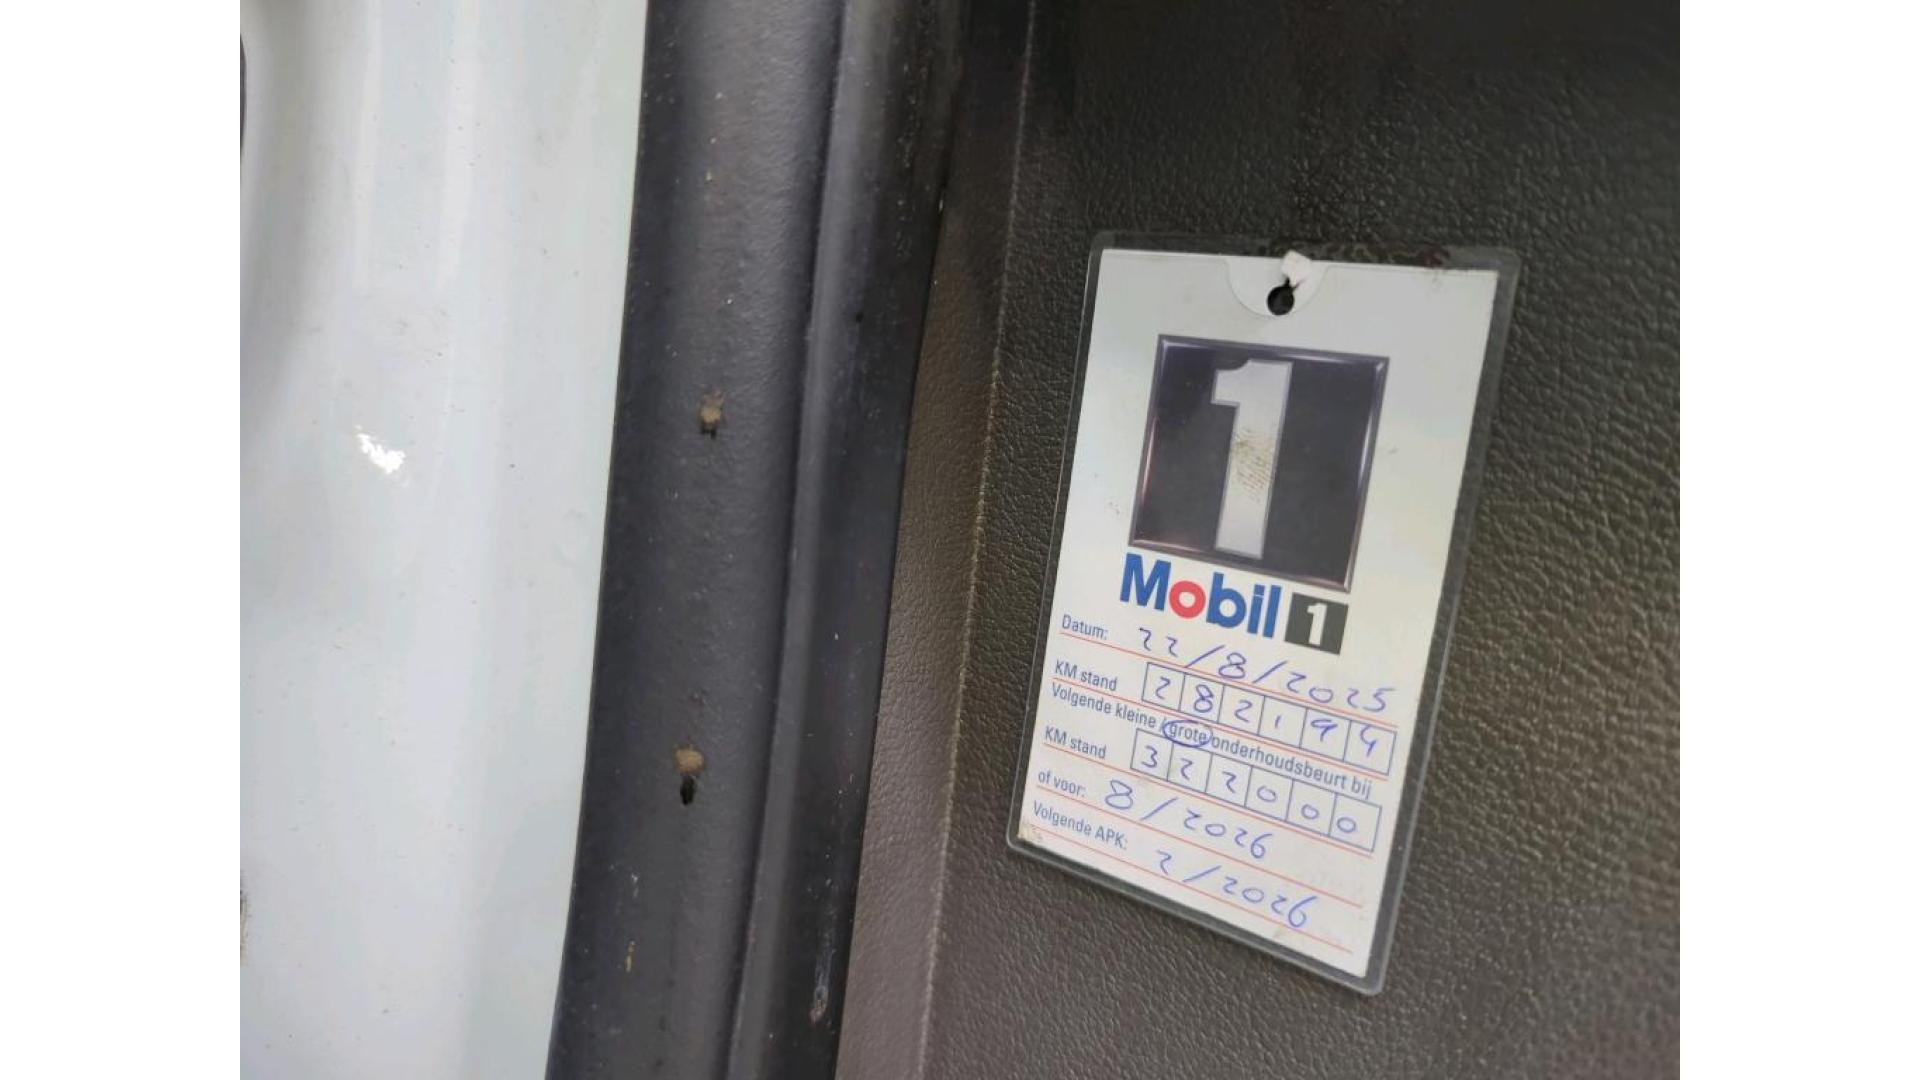 1
Mobil 1
Datum: 22/8/2025
KM stand 282194
Volgende kleine / grote onderhoudsbeurt bij
KM stand 322000
of voor: 8/2026
Volgende APK: 2/2026